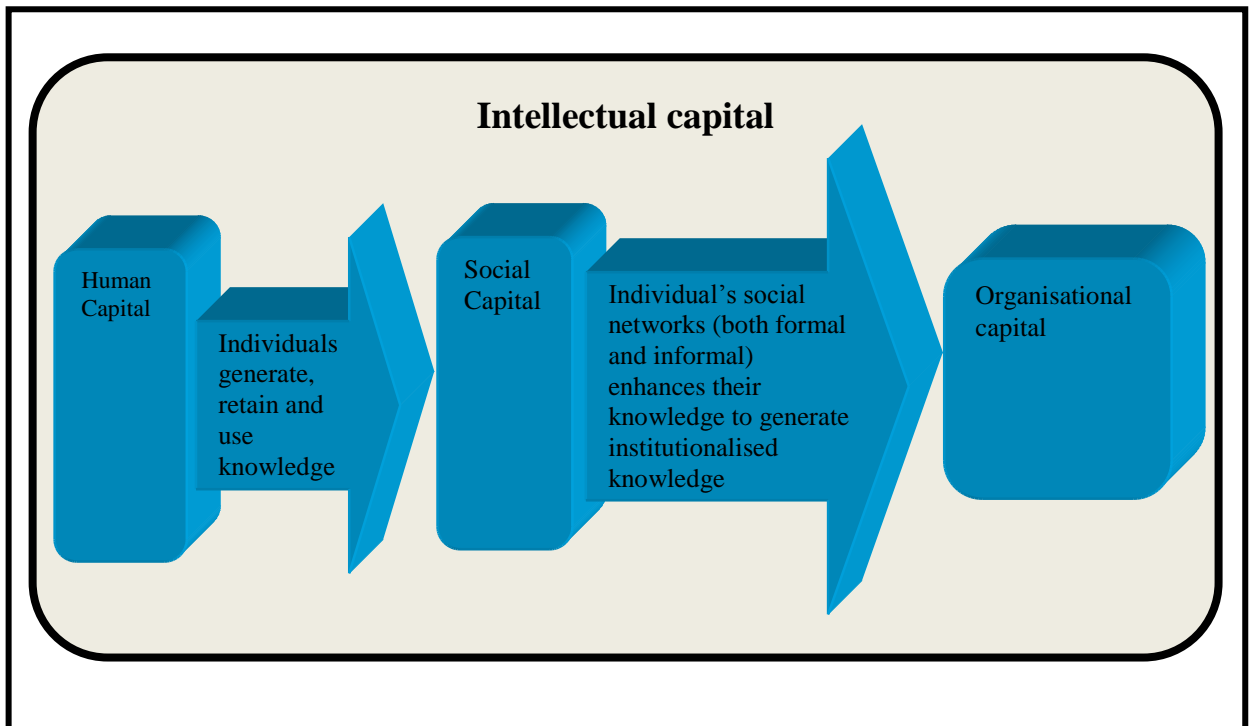 Intellectual capital
Human
Capital
Individuals
generate,
retain and
use
knowledge
Social
Capital
Individual’s social
networks (both formal
and informal)
enhances their
knowledge to generate
institutionalised
knowledge
Organisational
capital